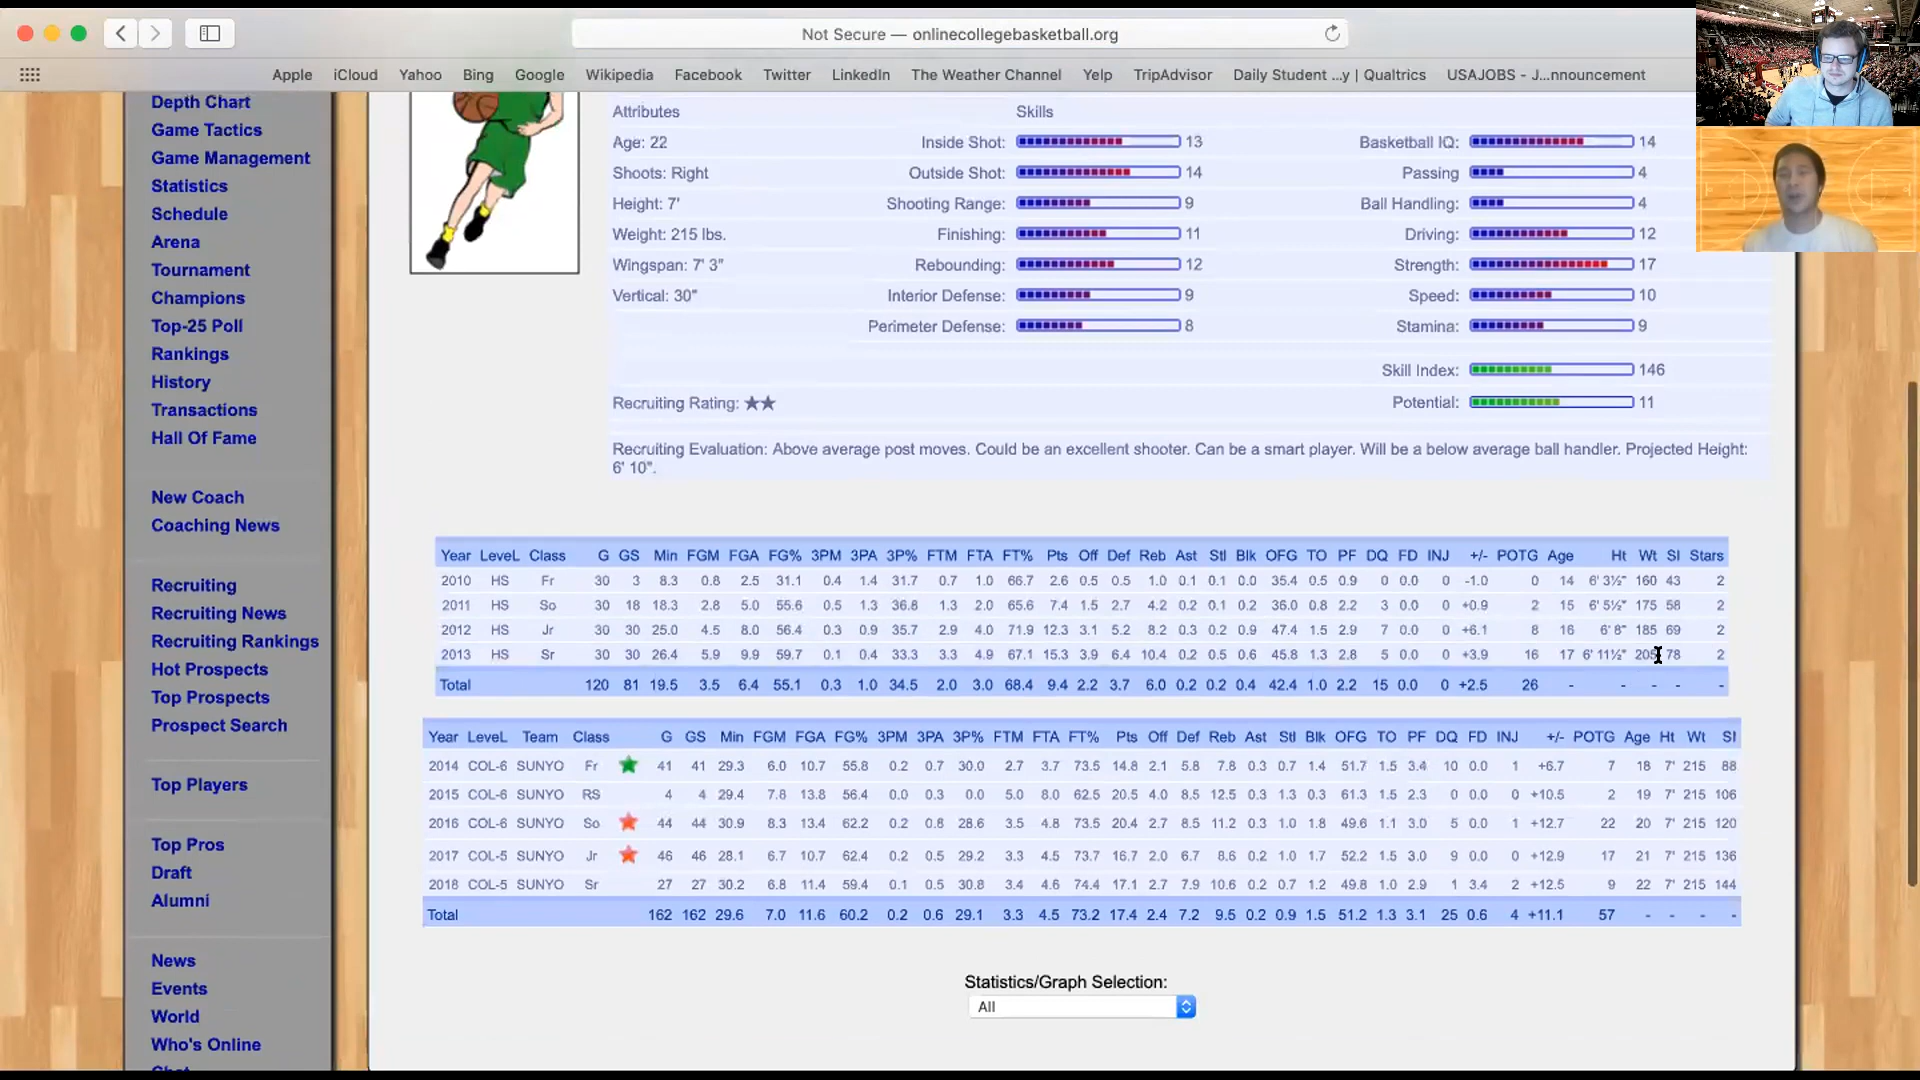 Not Secure — onlinecollegebasketball.org
Apple iCloud Yahoo Bing Google Wikipedia Facebook Twitter LinkedIn The Weather Channel Yelp TripAdvisor Daily Student ...y | Qualtrics USAJOBS - J...nnouncement
Depth Chart
Game Tactics
Game Management
Statistics
Schedule
Arena
Tournament
Champions
Top-25 Poll
Rankings
History
Transactions
Hall Of Fame
New Coach
Coaching News
Recruiting
Recruiting News
Recruiting Rankings
Hot Prospects
Top Prospects
Prospect Search
Top Players
Top Pros
Draft
Alumni
News
Events
World
Who's Online
Attributes Skills
Age: 22 Inside Shot: 13 Basketball IQ: 14
Shoots: Right Outside Shot: 14 Passing 4
Height: 7' Shooting Range: 9 Ball Handling: 4
Weight: 215 lbs. Finishing: 11 Driving: 12
Wingspan: 7' 3" Rebounding: 12 Strength: 17
Vertical: 30" Interior Defense: 9 Speed: 10
Perimeter Defense: 8 Stamina: 9
Skill Index: 146
Recruiting Rating: ★★ Potential: 11
Recruiting Evaluation: Above average post moves. Could be an excellent shooter. Can be a smart player. Will be a below average ball handler. Projected Height:
6' 10".
Year LeveL Class G GS Min FGM FGA FG% 3PM 3PA 3P% FTM FTA FT% Pts Off Def Reb Ast Stl Blk OFG TO PF DQ FD INJ +/- POTG Age Ht Wt SI Stars
2010 HS Fr 30 3 8.3 0.8 2.5 31.1 0.4 1.4 31.7 0.7 1.0 66.7 2.6 0.5 0.5 1.0 0.1 0.1 0.0 35.4 0.5 0.9 0 0.0 0 -1.0 0 14 6' 3½" 160 43 2
2011 HS So 30 18 18.3 2.8 5.0 55.6 0.5 1.3 36.8 1.3 2.0 65.6 7.4 1.5 2.7 4.2 0.2 0.1 0.2 36.0 0.8 2.2 3 0.0 0 +0.9 2 15 6' 5½" 175 58 2
2012 HS Jr 30 30 25.0 4.5 8.0 56.4 0.3 0.9 35.7 2.9 4.0 71.9 12.3 3.1 5.2 8.2 0.3 0.2 0.9 47.4 1.5 2.9 7 0.0 0 +6.1 8 16 6' 8" 185 69 2
2013 HS Sr 30 30 26.4 5.9 9.9 59.7 0.1 0.4 33.3 3.3 4.9 67.1 15.3 3.9 6.4 10.4 0.2 0.5 0.6 45.8 1.3 2.8 5 0.0 0 +3.9 16 17 6' 11½" 205 78 2
Total 120 81 19.5 3.5 6.4 55.1 0.3 1.0 34.5 2.0 3.0 68.4 9.4 2.2 3.7 6.0 0.2 0.2 0.4 42.4 1.0 2.2 15 0.0 0 +2.5 26 - - - - -
Year LeveL Team Class G GS Min FGM FGA FG% 3PM 3PA 3P% FTM FTA FT% Pts Off Def Reb Ast Stl Blk OFG TO PF DQ FD INJ +/- POTG Age Ht Wt SI
2014 COL-6 SUNYO Fr 41 41 29.3 6.0 10.7 55.8 0.2 0.7 30.0 2.7 3.7 73.5 14.8 2.1 5.8 7.8 0.3 0.7 1.4 51.7 1.5 3.4 10 0.0 1 +6.7 7 18 7' 215 88
2015 COL-6 SUNYO RS 4 4 29.4 7.8 13.8 56.4 0.0 0.3 0.0 5.0 8.0 62.5 20.5 4.0 8.5 12.5 0.3 1.3 0.3 61.3 1.5 2.3 0 0.0 0 +10.5 2 19 7' 215 106
2016 COL-6 SUNYO So 44 44 30.9 8.3 13.4 62.2 0.2 0.8 28.6 3.5 4.8 73.5 20.4 2.7 8.5 11.2 0.3 1.0 1.8 49.6 1.1 3.0 5 0.0 1 +12.7 22 20 7' 215 120
2017 COL-5 SUNYO Jr 46 46 28.1 6.7 10.7 62.4 0.2 0.5 29.2 3.3 4.5 73.7 16.7 2.0 6.7 8.6 0.2 1.0 1.7 52.2 1.5 3.0 9 0.0 0 +12.9 17 21 7' 215 136
2018 COL-5 SUNYO Sr 27 27 30.2 6.8 11.4 59.4 0.1 0.5 30.8 3.4 4.6 74.4 17.1 2.7 7.9 10.6 0.2 0.7 1.2 49.8 1.0 2.9 1 3.4 2 +12.5 9 22 7' 215 144
Total 162 162 29.6 7.0 11.6 60.2 0.2 0.6 29.1 3.3 4.5 73.2 17.4 2.4 7.2 9.5 0.2 0.9 1.5 51.2 1.3 3.1 25 0.6 4 +11.1 57 - - - -
Statistics/Graph Selection:
All